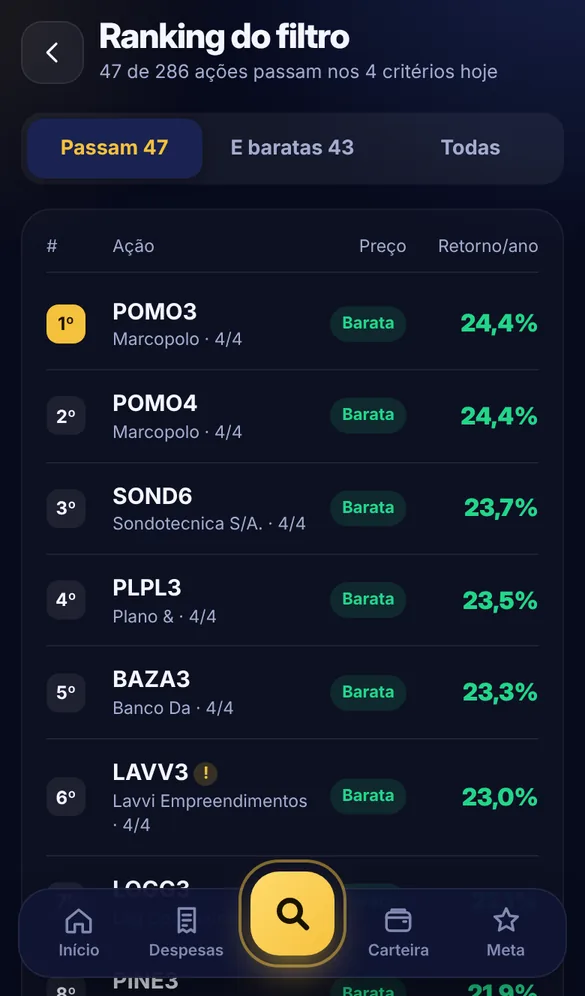 Ranking do filtro
47 de 286 ações passam nos 4 critérios hoje
Passam 47 E baratas 43 Todas
# Ação Preço Retorno/ano
1º POMO3 Barata 24,4%
Marcopolo · 4/4
2º POMO4 Barata 24,4%
Marcopolo · 4/4
3º SOND6 Barata 23,7%
Sondotecnica S/A. · 4/4
4º PLPL3 Barata 23,5%
Plano & · 4/4
5º BAZA3 Barata 23,3%
Banco Da · 4/4
6º LAVV3 ! Barata 23,0%
Lavvi Empreendimentos
· 4/4
Início Despesas Carteira Meta
8º PINE3 Barata 21,9%